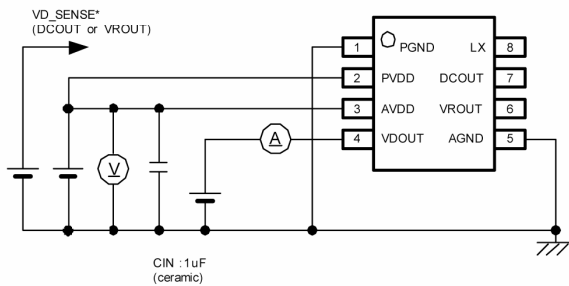 VD_SENSE*
(DCOUT or VROUT)
1 PGND LX 8
2 PVDD DCOUT 7
3 AVDD VROUT 6
4 VDOUT AGND 5
A
V
CIN : 1uF
(ceramic)